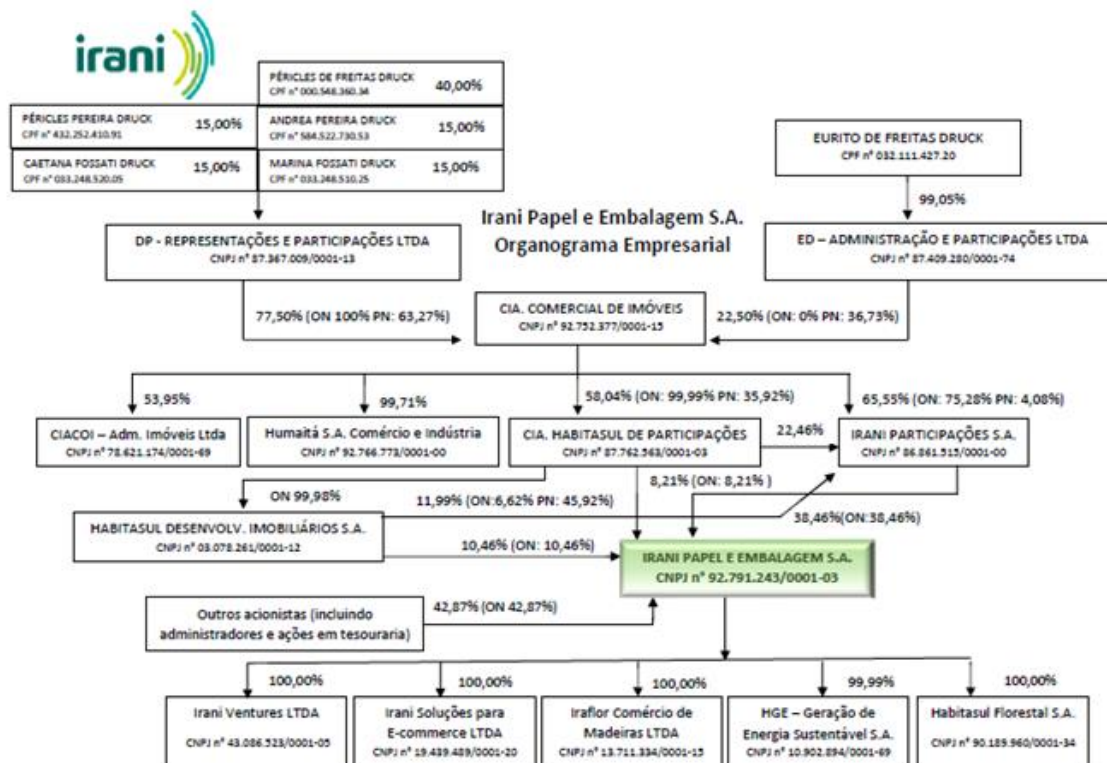 irani
PÉRICLES DE FREITAS DRUCK 40,00%
CPF nº 000.548.360.34
PÉRICLES PEREIRA DRUCK 15,00%
CPF nº 432.252.410.91
ANDREA PEREIRA DRUCK 15,00%
CPF nº 584.522.730.53
CAETANA FOSSATI DRUCK 15,00%
CPF nº 033.248.520.05
MARINA FOSSATI DRUCK 15,00%
CPF nº 033.248.510.25
EURITO DE FREITAS DRUCK
CPF nº 032.111.427.20
99,05%
Irani Papel e Embalagem S.A.
Organograma Empresarial
DP - REPRESENTAÇÕES E PARTICIPAÇÕES LTDA
CNPJ nº 87.367.009/0001-13
ED – ADMINISTRAÇÃO E PARTICIPAÇÕES LTDA
CNPJ nº 87.409.280/0001-74
77,50% (ON 100% PN: 63,27%)
CIA. COMERCIAL DE IMÓVEIS
CNPJ nº 92.752.377/0001-15
22,50% (ON: 0% PN: 36,73%)
53,95%
99,71%
58,04% (ON: 99,99% PN: 35,92%)
65,55% (ON: 75,28% PN: 4,08%)
CIACOI – Adm. Imóveis Ltda
CNPJ nº 78.621.174/0001-69
Humaitá S.A. Comércio e Indústria
CNPJ nº 92.766.773/0001-00
CIA. HABITASUL DE PARTICIPAÇÕES
CNPJ nº 87.762.563/0001-03
22,46%
IRANI PARTICIPAÇÕES S.A.
CNPJ nº 86.861.515/0001-00
ON 99,98%
11,99% (ON:6,62% PN: 45,92%)
8,21% (ON: 8,21% )
38,46%(ON:38,46%)
HABITASUL DESENVOLV. IMOBILIÁRIOS S.A.
CNPJ nº 03.078.261/0001-12
10,46% (ON: 10,46%)
IRANI PAPEL E EMBALAGEM S.A.
CNPJ nº 92.791.243/0001-03
Outros acionistas (incluindo
administradores e ações em tesouraria)
42,87% (ON 42,87%)
100,00%
100,00%
100,00%
99,99%
100,00%
Irani Ventures LTDA
CNPJ nº 43.086.523/0001-05
Irani Soluções para
E-commerce LTDA
CNPJ nº 19.439.489/0001-20
Iraflor Comércio de
Madeiras LTDA
CNPJ nº 13.711.334/0001-15
HGE – Geração de
Energia Sustentável S.A.
CNPJ nº 10.902.894/0001-69
Habitasul Florestal S.A.
CNPJ nº 90.189.960/0001-34